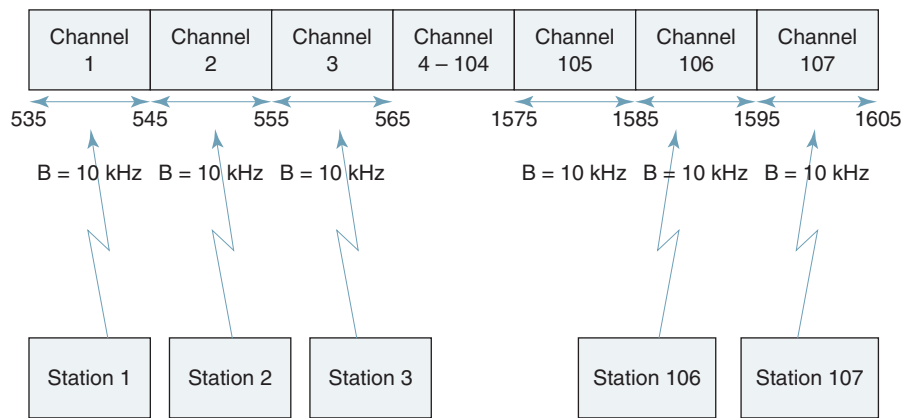 Channel
1
Channel
2
Channel
3
Channel
4 – 104
Channel
105
Channel
106
Channel
107
535 545 555 565 1575 1585 1595 1605
B = 10 kHz B = 10 kHz B = 10 kHz B = 10 kHz B = 10 kHz B = 10 kHz
Station 1 Station 2 Station 3 Station 106 Station 107